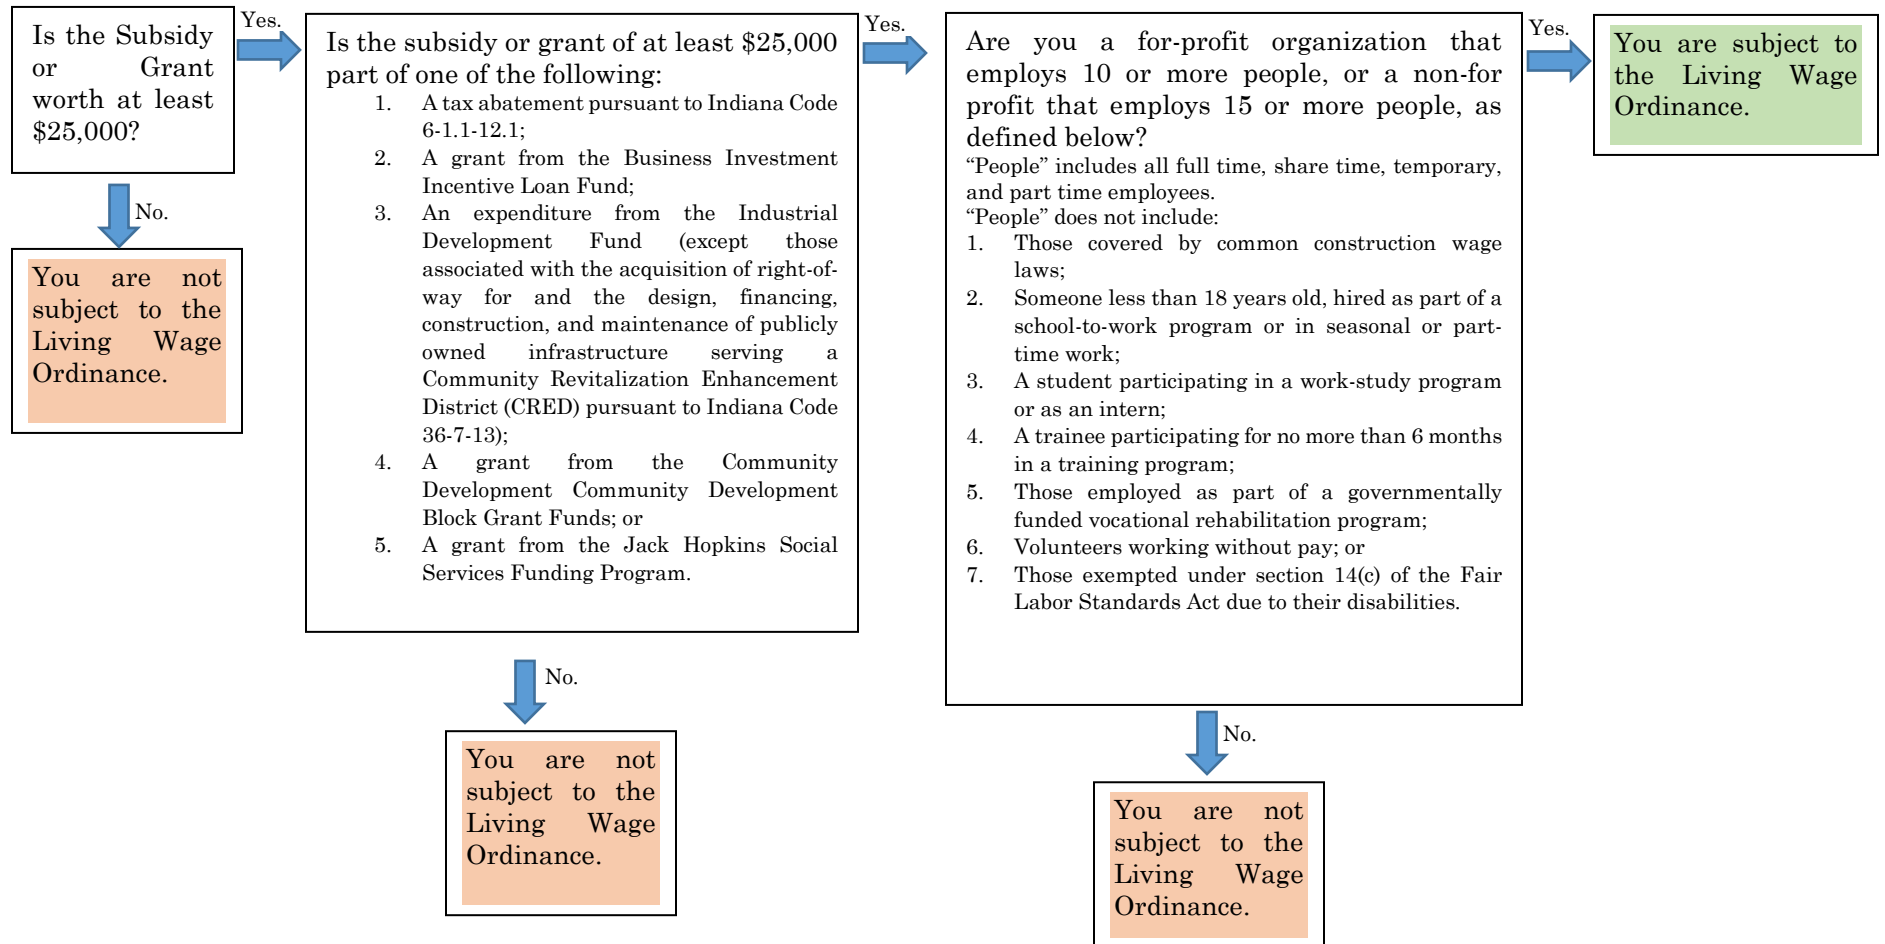 Is the Subsidy
or Grant
worth at least
$25,000?
Yes.
No.
You are not
subject to the
Living Wage
Ordinance.
Is the subsidy or grant of at least $25,000
part of one of the following:
1. A tax abatement pursuant to Indiana Code
6-1.1-12.1;
2. A grant from the Business Investment
Incentive Loan Fund;
3. An expenditure from the Industrial
Development Fund (except those
associated with the acquisition of right-of-
way for and the design, financing,
construction, and maintenance of publicly
owned infrastructure serving a
Community Revitalization Enhancement
District (CRED) pursuant to Indiana Code
36-7-13);
4. A grant from the Community
Development Community Development
Block Grant Funds; or
5. A grant from the Jack Hopkins Social
Services Funding Program.
Yes.
No.
You are not
subject to the
Living Wage
Ordinance.
Are you a for-profit organization that
employs 10 or more people, or a non-for
profit that employs 15 or more people, as
defined below?
“People” includes all full time, share time, temporary,
and part time employees.
“People” does not include:
1. Those covered by common construction wage
laws;
2. Someone less than 18 years old, hired as part of a
school-to-work program or in seasonal or part-
time work;
3. A student participating in a work-study program
or as an intern;
4. A trainee participating for no more than 6 months
in a training program;
5. Those employed as part of a governmentally
funded vocational rehabilitation program;
6. Volunteers working without pay; or
7. Those exempted under section 14(c) of the Fair
Labor Standards Act due to their disabilities.
Yes.
No.
You are not
subject to the
Living Wage
Ordinance.
You are subject to
the Living Wage
Ordinance.